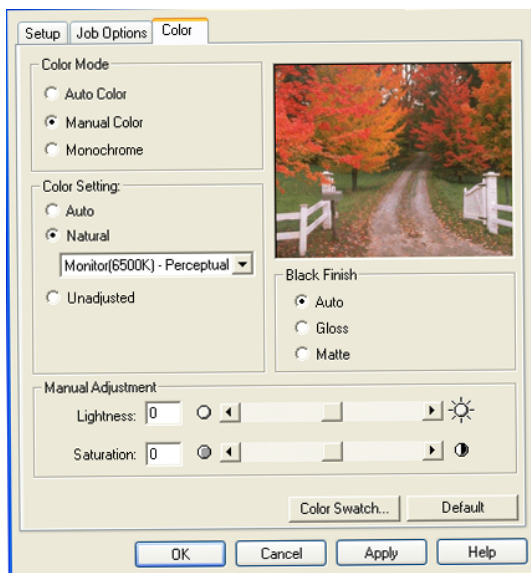 Setup
Job Options
Color
Color Mode
Auto Color
Manual Color
Monochrome
Color Setting:
Auto
Natural
Monitor(6500K) - Perceptual
Unadjusted
Black Finish
Auto
Gloss
Matte
Manual Adjustment
Lightness: 0
Saturation: 0
Color Swatch...
Default
OK
Cancel
Apply
Help